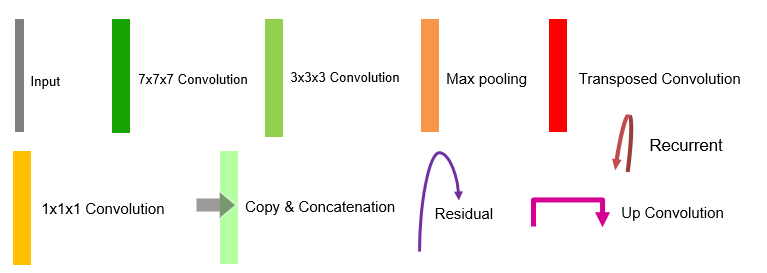 Input
7x7x7 Convolution
3x3x3 Convolution
Max pooling
Transposed Convolution
Recurrent
1x1x1 Convolution
Copy & Concatenation
Residual
Up Convolution